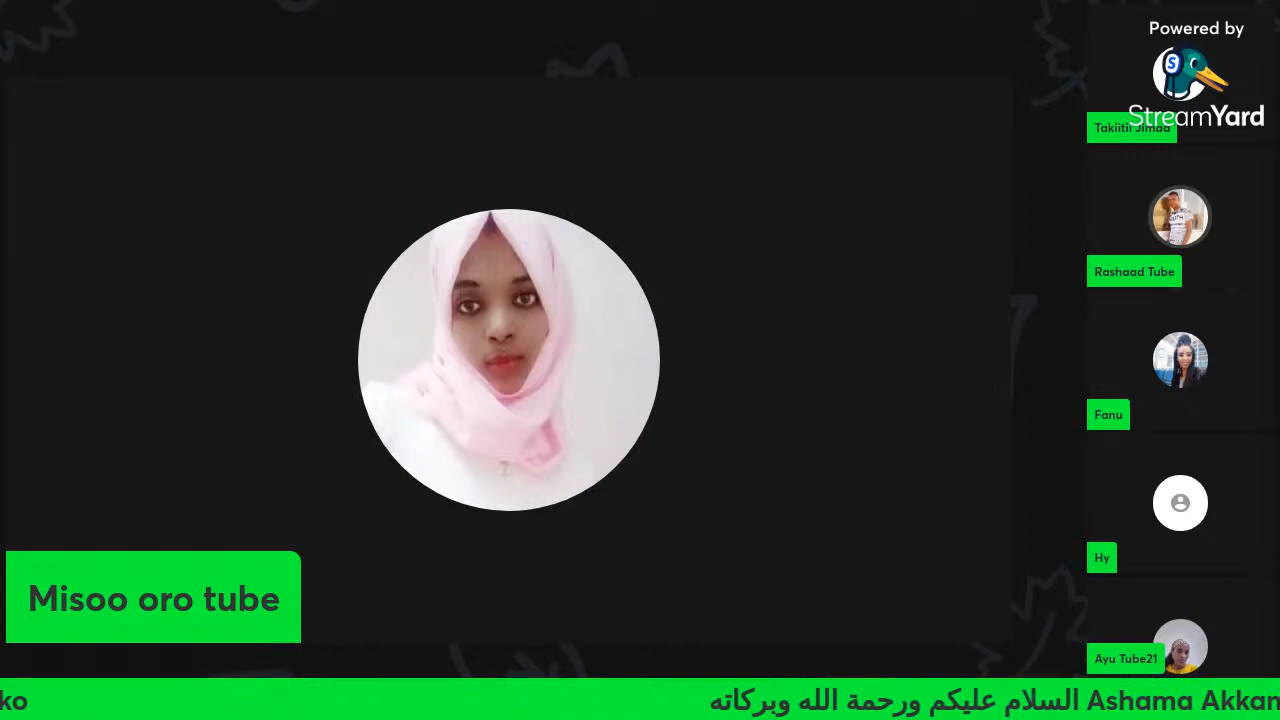 Powered by
StreamYard
Takiitii Jimaa
Rashaad Tube
Fanu
Hy
Ayu Tube21
Misoo oro tube
ko
السلام عليكم ورحمة الله وبركاته Ashama Akkan